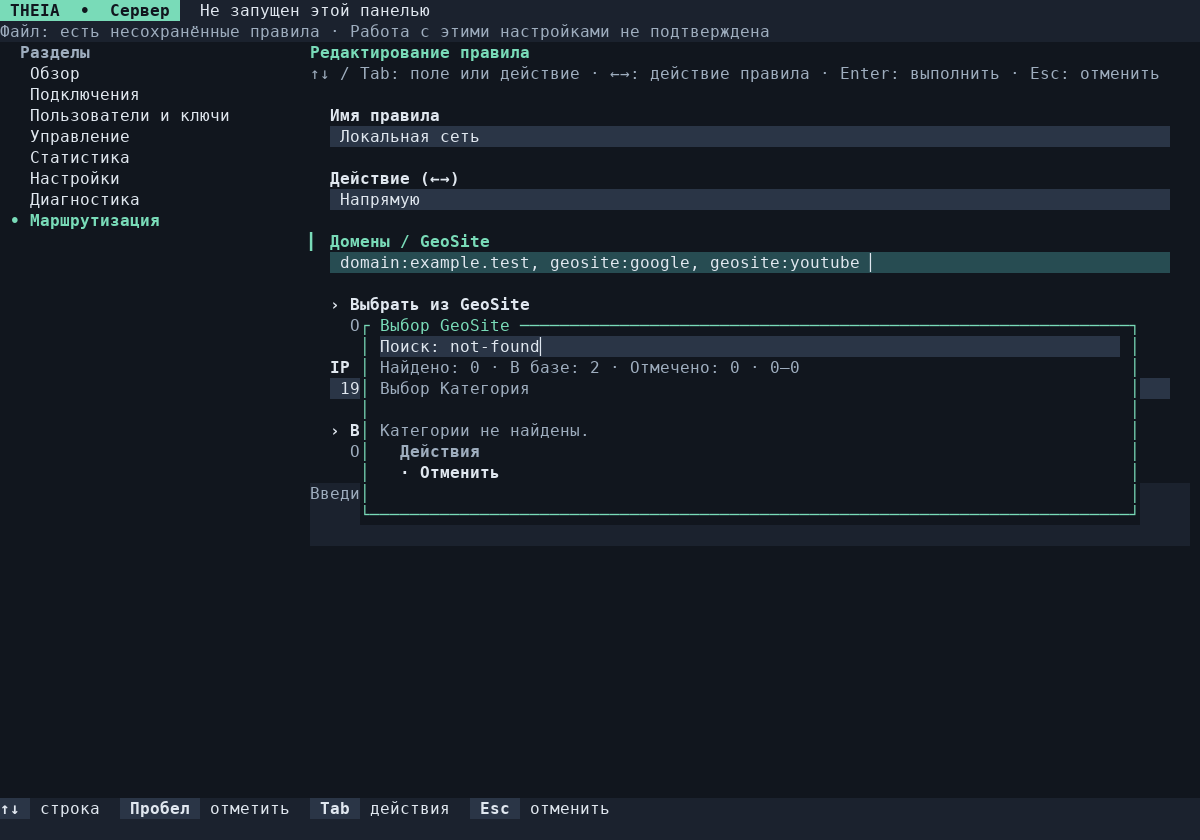 THEIA • Сервер Не запущен этой панелью
Файл: есть несохранённые правила · Работа с этими настройками не подтверждена
Разделы
Обзор
Подключения
Пользователи и ключи
Управление
Статистика
Настройки
Диагностика
• Маршрутизация
Редактирование правила
↑↓ / Tab: поле или действие · ←→: действие правила · Enter: выполнить · Esc: отменить
Имя правила
Локальная сеть
Действие (←→)
Напрямую
Домены / GeoSite
domain:example.test, geosite:google, geosite:youtube
› Выбрать из GeoSite
О
Выбор GeoSite
Поиск: not-found
IP
Найдено: 0 · В базе: 2 · Отмечено: 0 · 0–0
19
Выбор Категория
› В
Категории не найдены.
О
Действия
· Отменить
Введи
↑↓ строка Пробел отметить Tab действия Esc отменить